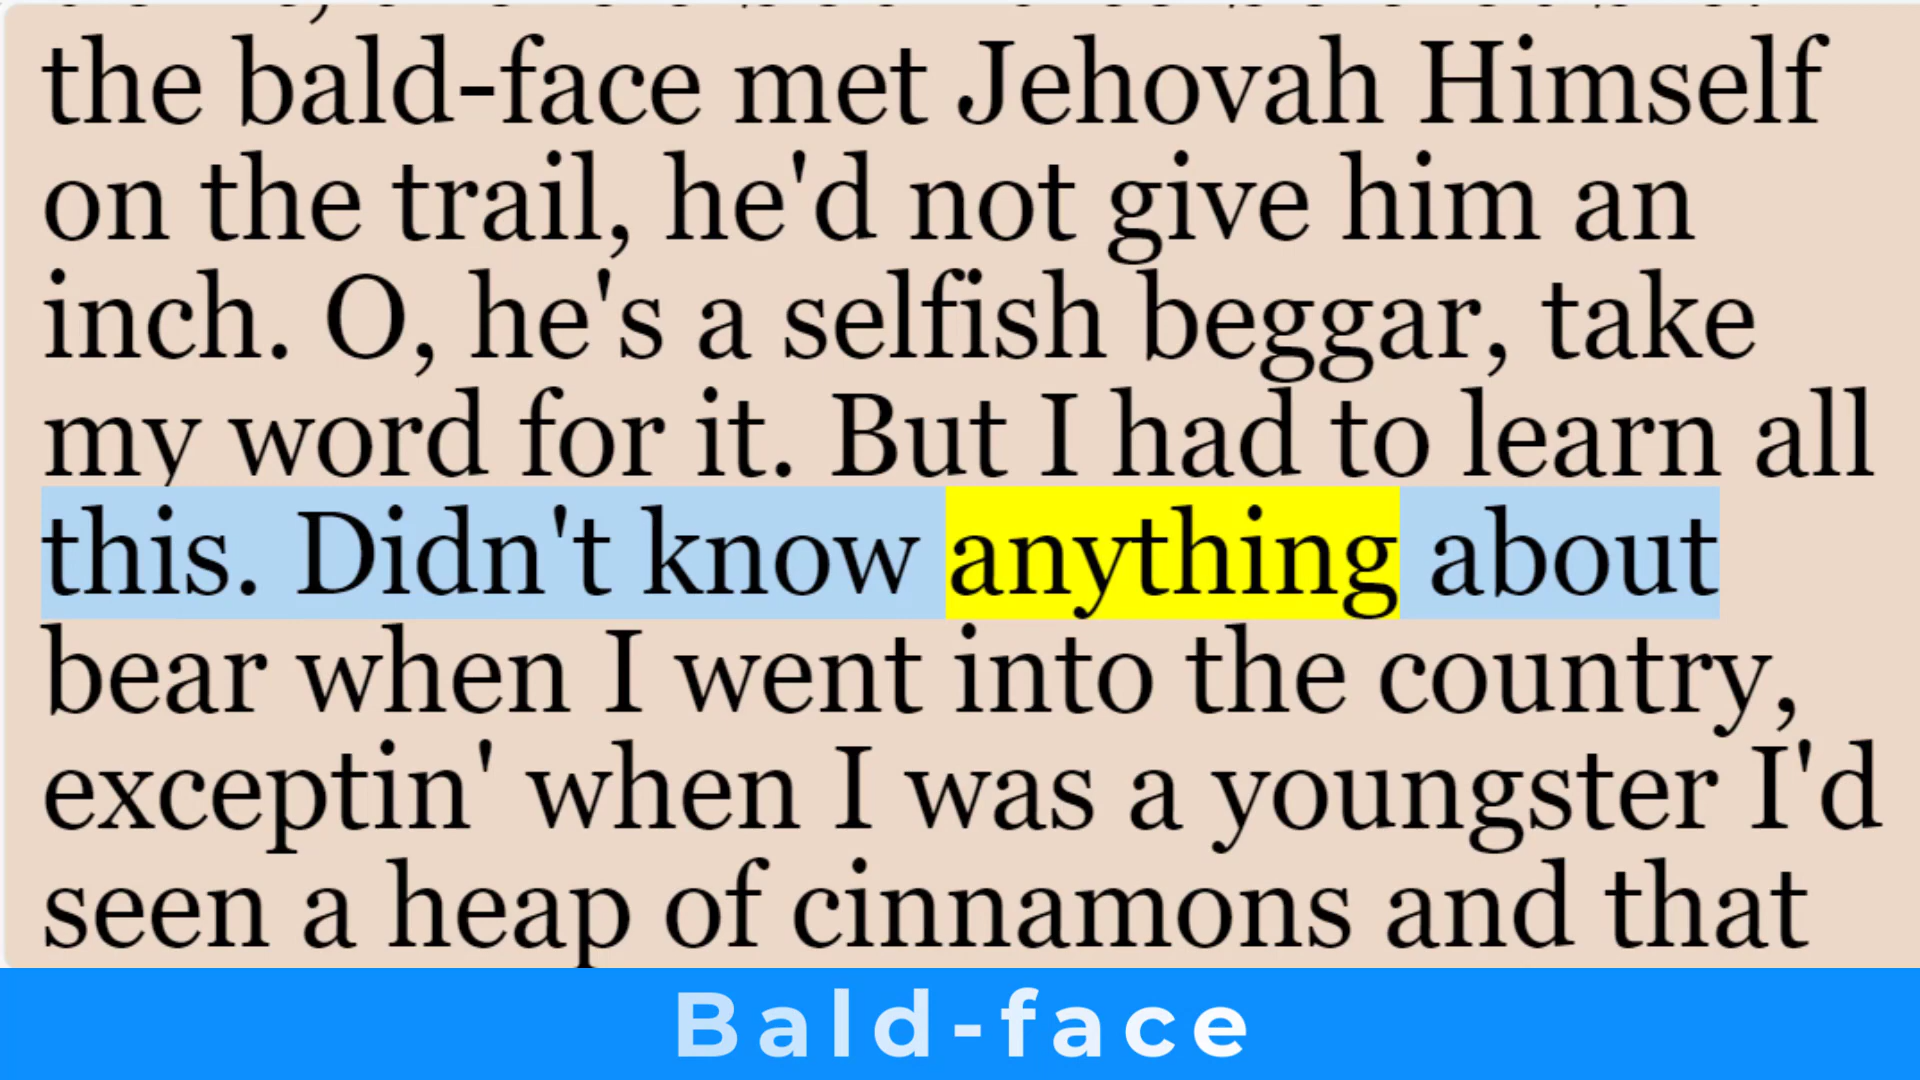 the bald-face met Jehovah Himself
on the trail, he'd not give him an
inch. O, he's a selfish beggar, take
my word for it. But I had to learn all
this. Didn't know anything about
bear when I went into the country,
exceptin' when I was a youngster I'd
seen a heap of cinnamons and that
Bald-face